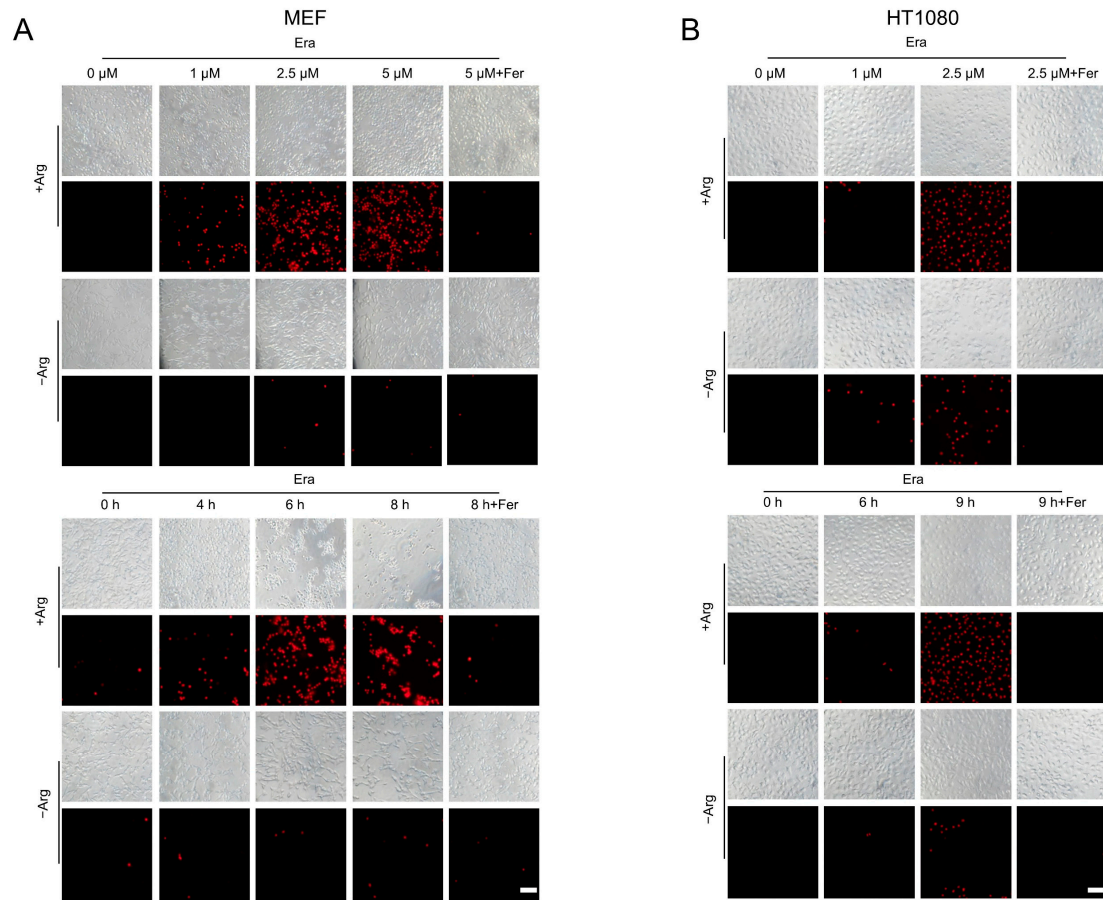 A
MEF
Era
0 μM 1 μM 2.5 μM 5 μM 5 μM+Fer
+Arg
−Arg
Era
0 h 4 h 6 h 8 h 8 h+Fer
+Arg
−Arg
B
HT1080
Era
0 μM 1 μM 2.5 μM 2.5 μM+Fer
+Arg
−Arg
Era
0 h 6 h 9 h 9 h+Fer
+Arg
−Arg